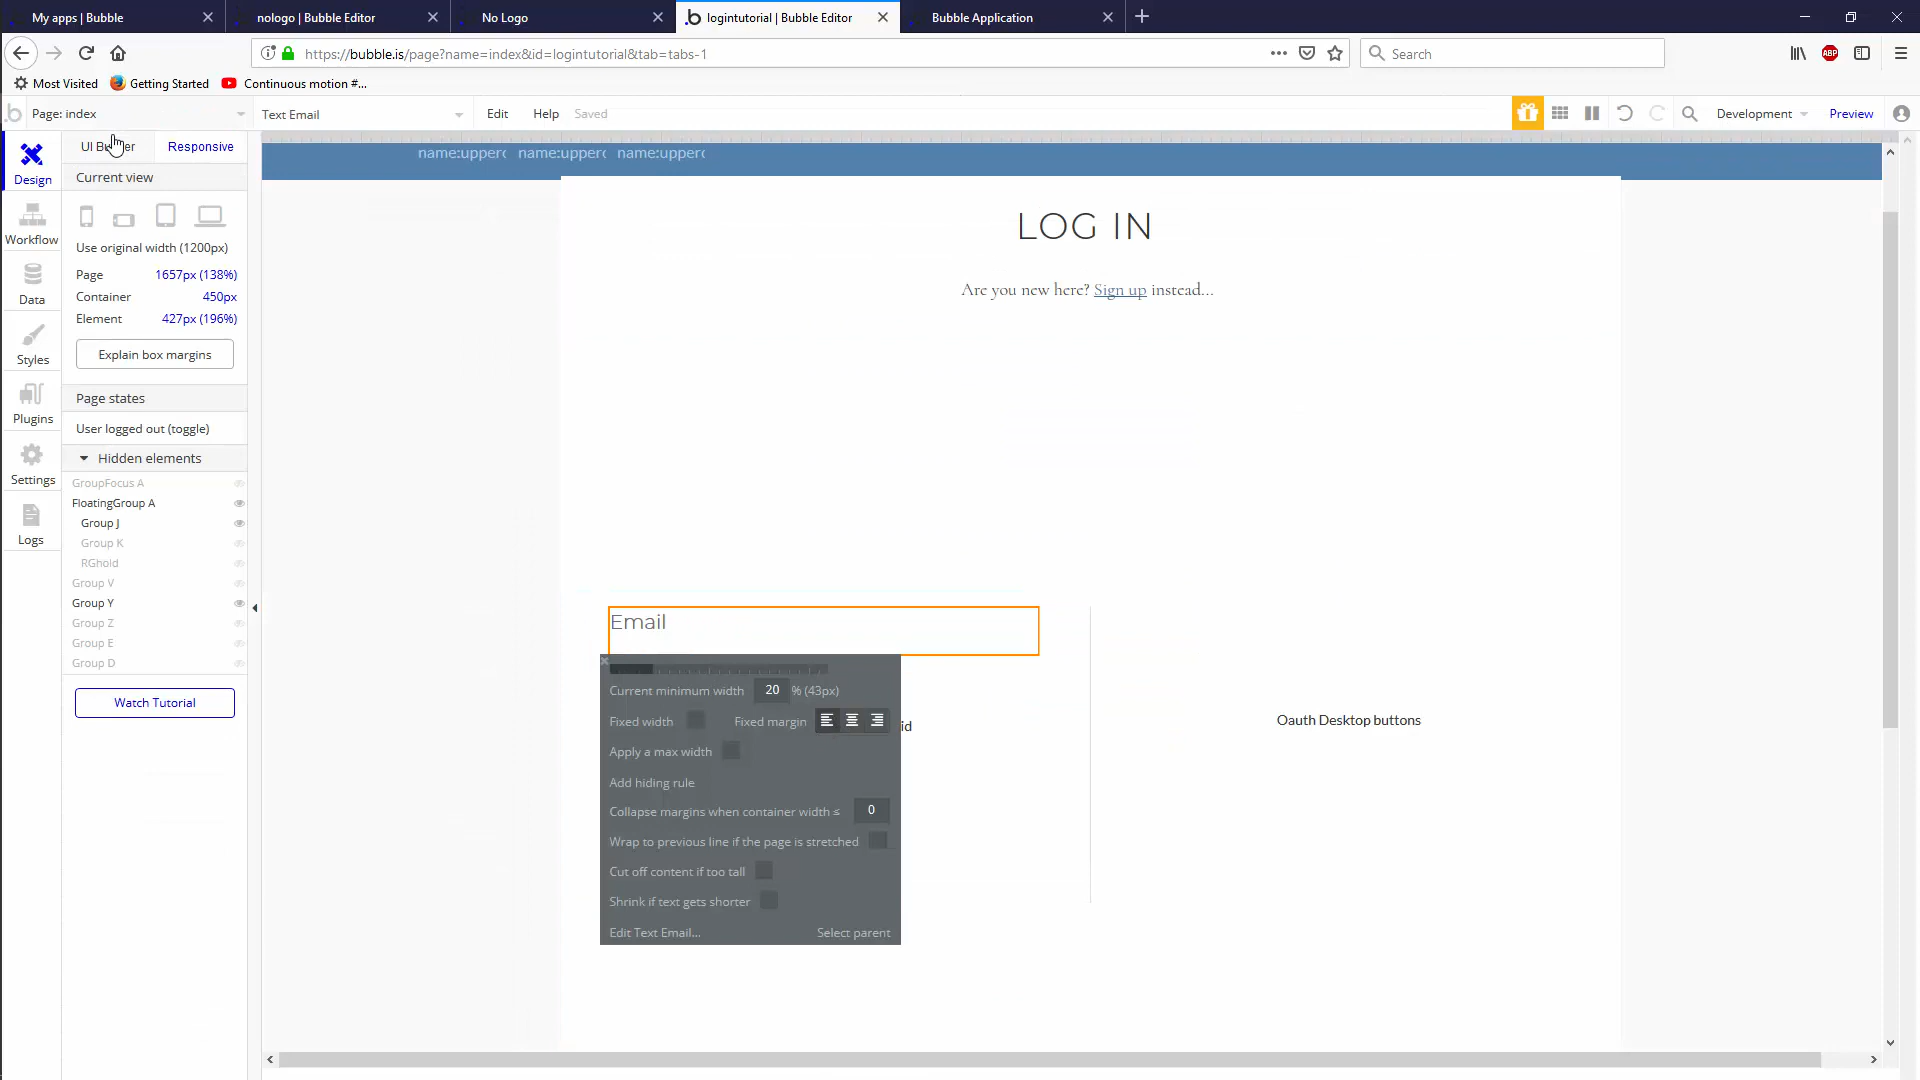 My apps | Bubble
nologo | Bubble Editor
No Logo
logintutorial | Bubble Editor
Bubble Application
https://bubble.is/page?name=index&id=logintutorial&tab=tabs-1
Search
Most Visited
Getting Started
Continuous motion #...
Page: index
Text Email
Edit
Help
Saved
Development
Preview
UI Builder
Responsive
name:upperc name:upperc name:upperc
Design
Current view
LOG IN
Workflow
Use original width (1200px)
Page 1657px (138%)
Are you new here? Sign up instead...
Data
Container 450px
Element 427px (196%)
Styles
Explain box margins
Page states
Plugins
User logged out (toggle)
Hidden elements
Settings
GroupFocus A
FloatingGroup A
Group J
Logs
Group K
RGhoid
Group V
Group Y
Group Z
Group E
Group D
Watch Tutorial
Email
Current minimum width 20 % (43px)
Fixed width
Fixed margin
id
Oauth Desktop buttons
Apply a max width
Add hiding rule
Collapse margins when container width ≤ 0
Wrap to previous line if the page is stretched
Cut off content if too tall
Shrink if text gets shorter
Edit Text Email...
Select parent